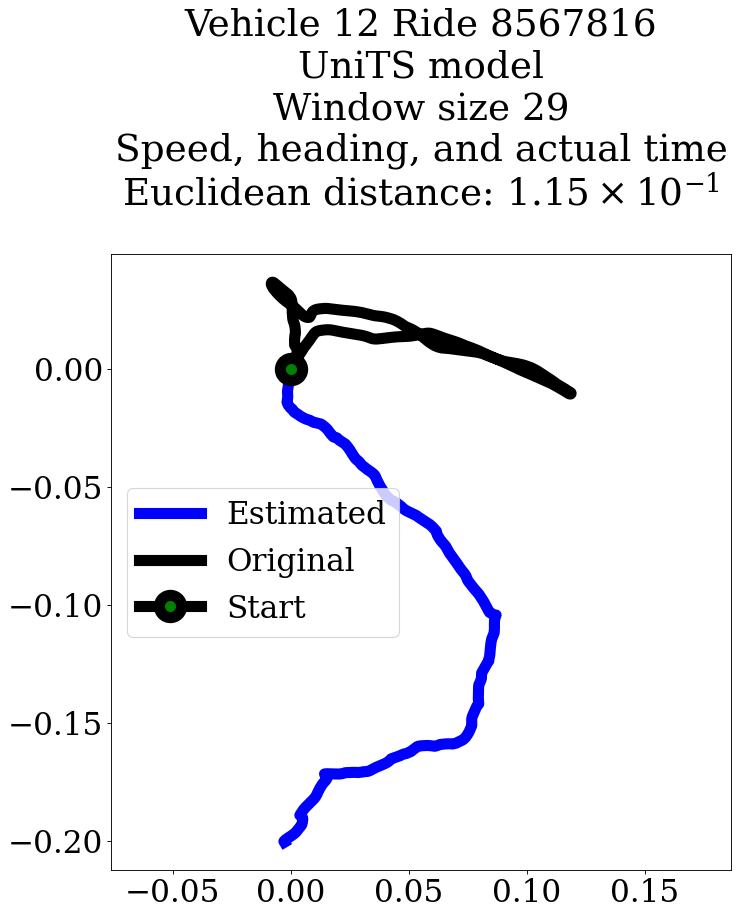 Vehicle 12 Ride 8567816
UniTS model
Window size 29
Speed, heading, and actual time
Euclidean distance: 1.15 × 10⁻¹
0.00
−0.05
−0.10
−0.15
−0.20
Estimated
Original
Start
−0.05 0.00 0.05 0.10 0.15